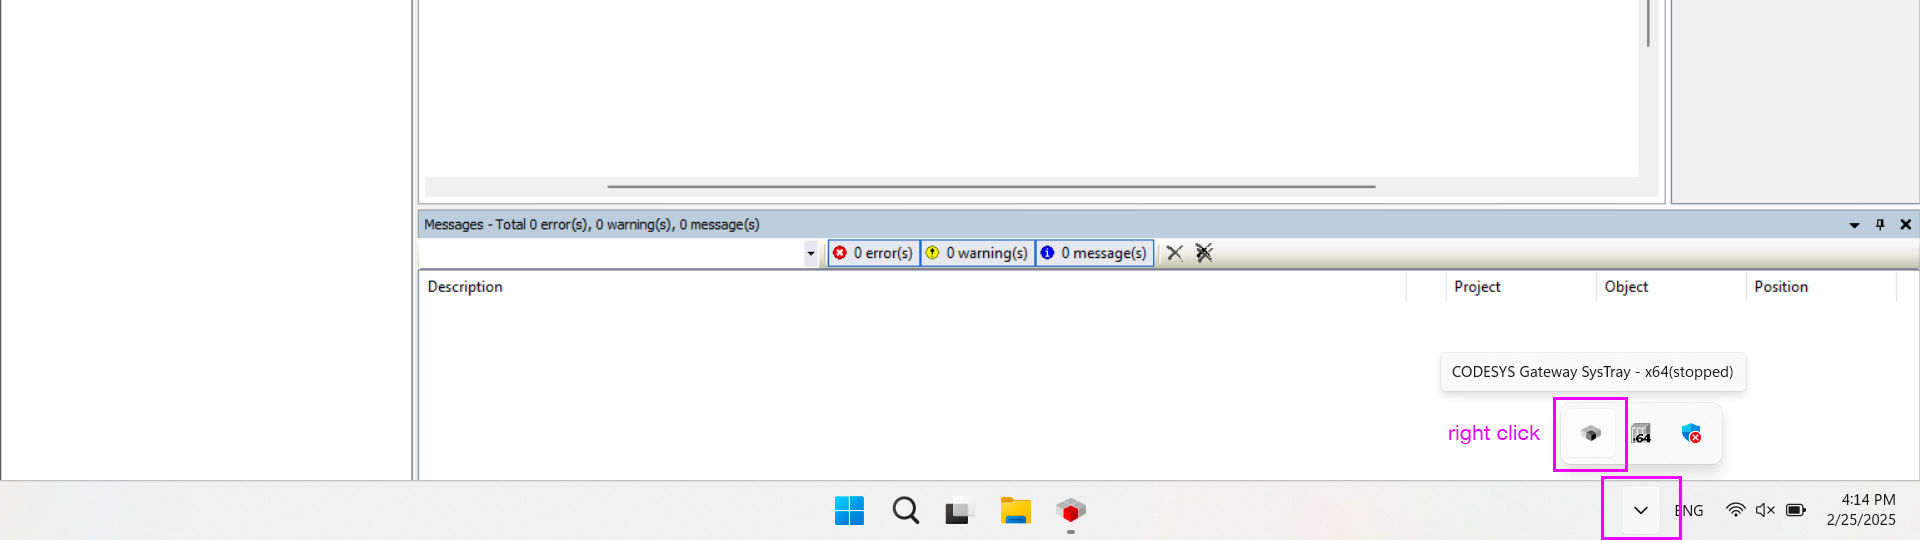 Messages - Total 0 error(s), 0 warning(s), 0 message(s)
0 error(s) 0 warning(s) 0 message(s)
Description Project Object Position
CODESYS Gateway SysTray - x64(stopped)
right click
.64
ENG
4:14 PM
2/25/2025